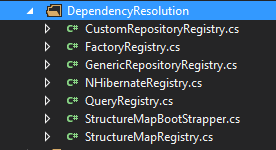 DependencyResolution
C# CustomRepositoryRegistry.cs
C# FactoryRegistry.cs
C# GenericRepositoryRegistry.cs
C# NHibernateRegistry.cs
C# QueryRegistry.cs
C# StructureMapBootStrapper.cs
C# StructureMapRegistry.cs